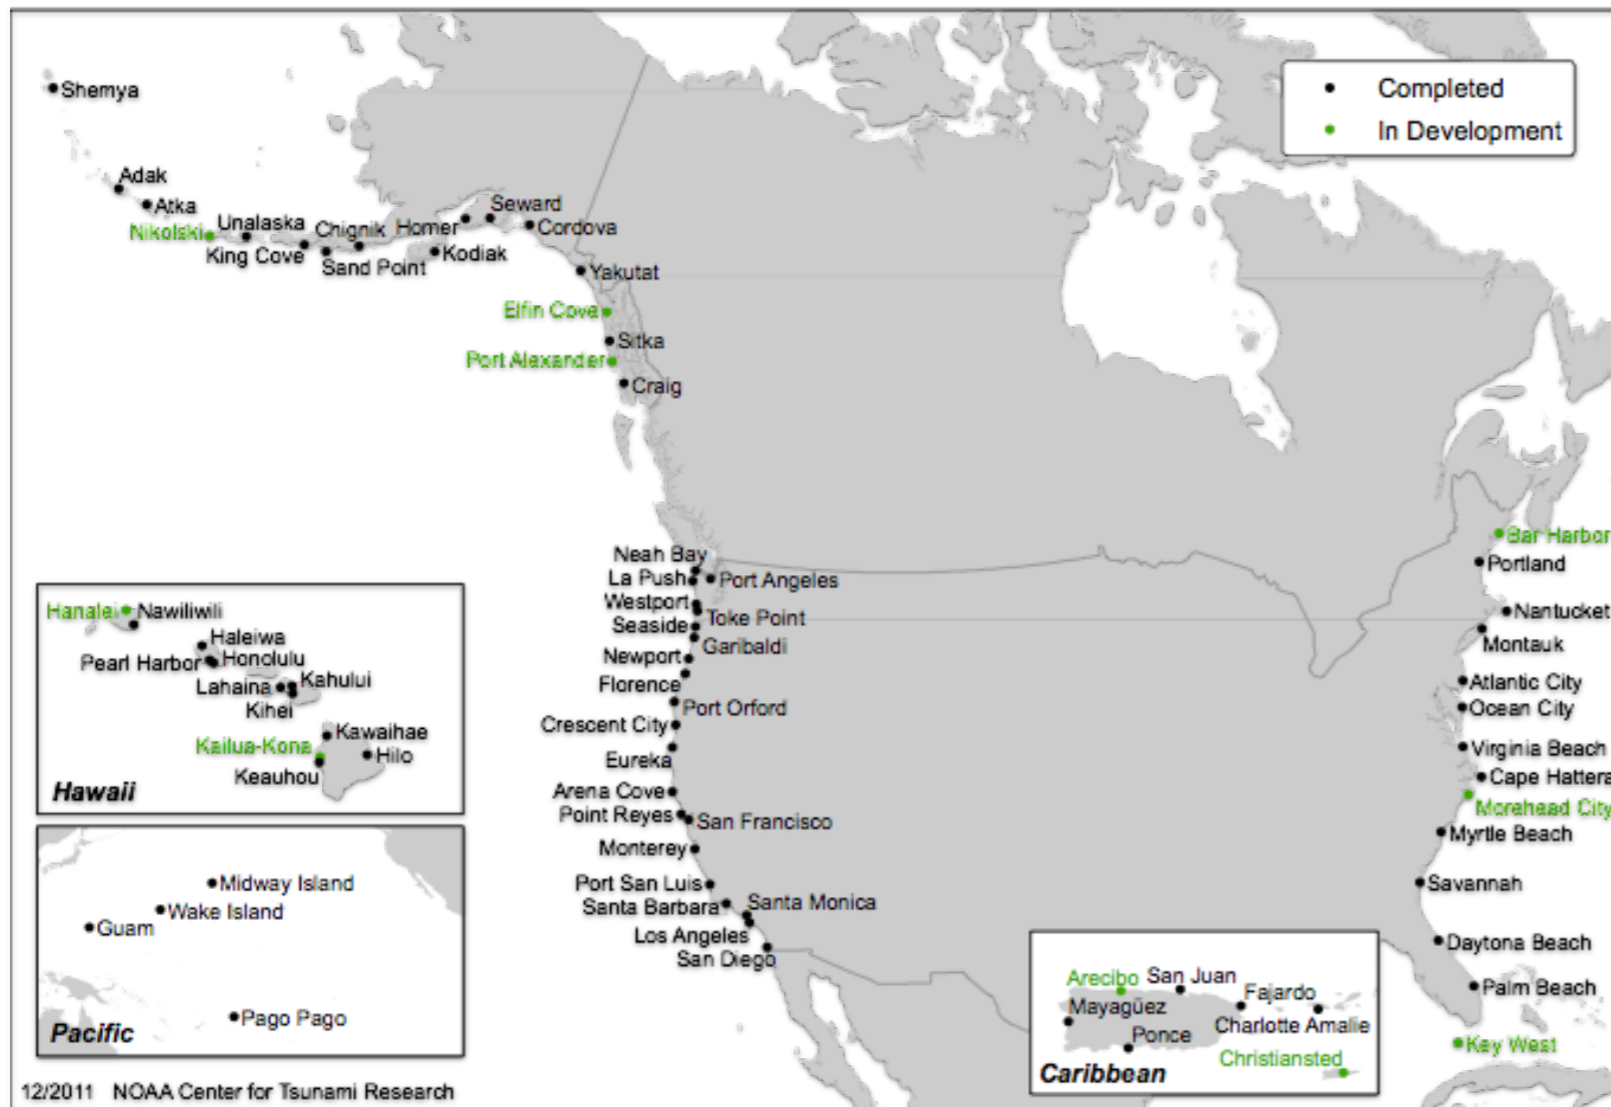 Completed
In Development
Shemya
Adak
Atka
Nikolski
Unalaska
King Cove
Chignik
Sand Point
Homer
Seward
Kodiak
Cordova
Yakutat
Elfin Cove
Sitka
Port Alexander
Craig
Neah Bay
La Push
Port Angeles
Westport
Toke Point
Seaside
Garibaldi
Newport
Florence
Port Orford
Crescent City
Eureka
Arena Cove
Point Reyes
San Francisco
Monterey
Port San Luis
Santa Barbara
Santa Monica
Los Angeles
San Diego
Bar Harbor
Portland
Nantucket
Montauk
Atlantic City
Ocean City
Virginia Beach
Cape Hattera
Morehead City
Myrtle Beach
Savannah
Daytona Beach
Palm Beach
Key West
Hanalei
Nawiliwili
Haleiwa
Pearl Harbor
Honolulu
Lahaina
Kahului
Kihei
Kawaihae
Kailua-Kona
Hilo
Keauhou
Hawaii
Midway Island
Wake Island
Guam
Pago Pago
Pacific
Arecibo
San Juan
Fajardo
Mayagüez
Charlotte Amalie
Ponce
Christiansted
Caribbean
12/2011 NOAA Center for Tsunami Research